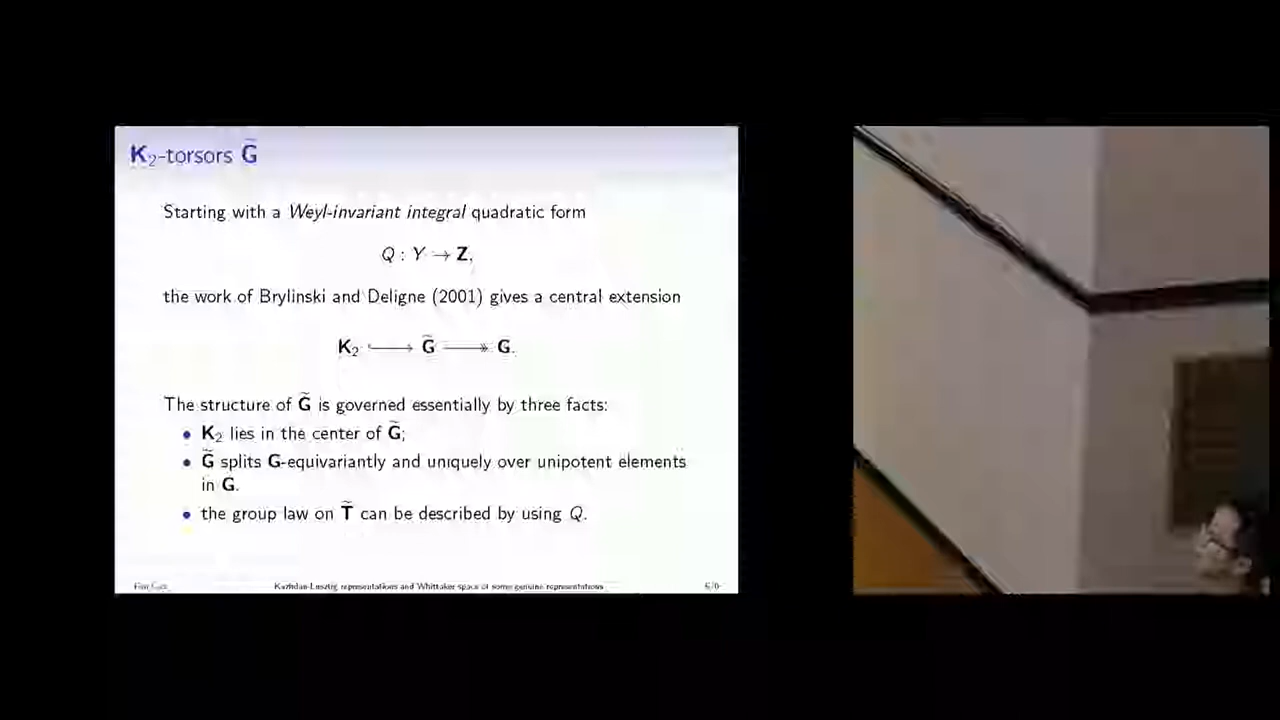 K₂-torsors G̃
Starting with a Weyl-invariant integral quadratic form
Q : Y → Z,
the work of Brylinski and Deligne (2001) gives a central extension
K₂ ↪ G̃ ↠ G.
The structure of G̃ is governed essentially by three facts:
• K₂ lies in the center of G̃;
• G̃ splits G-equivariantly and uniquely over unipotent elements
in G.
• the group law on T̃ can be described by using Q.
Kazhdan-Lusztig representations and Whittaker space of some genuine representations